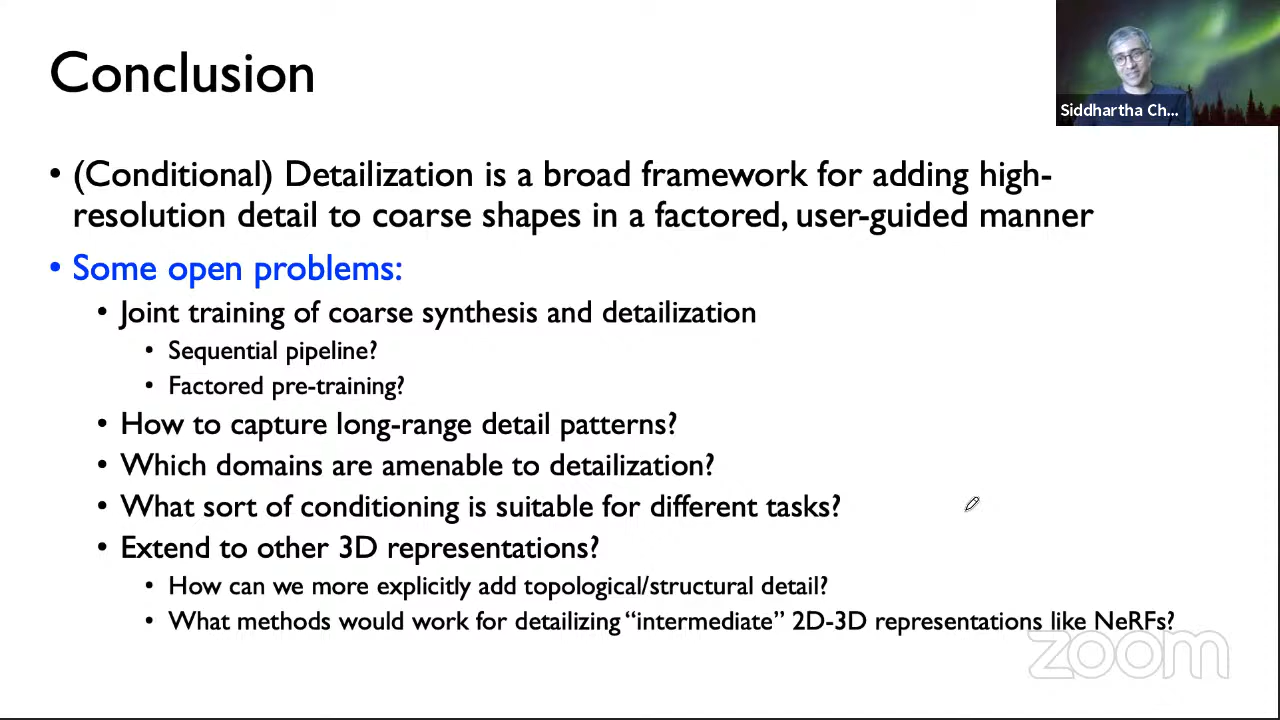 Conclusion
Siddhartha Ch...
• (Conditional) Detailization is a broad framework for adding high-
resolution detail to coarse shapes in a factored, user-guided manner
• Some open problems:
• Joint training of coarse synthesis and detailization
• Sequential pipeline?
• Factored pre-training?
• How to capture long-range detail patterns?
• Which domains are amenable to detailization?
• What sort of conditioning is suitable for different tasks?
• Extend to other 3D representations?
• How can we more explicitly add topological/structural detail?
• What methods would work for detailizing “intermediate” 2D-3D representations like NeRFs?
zoom